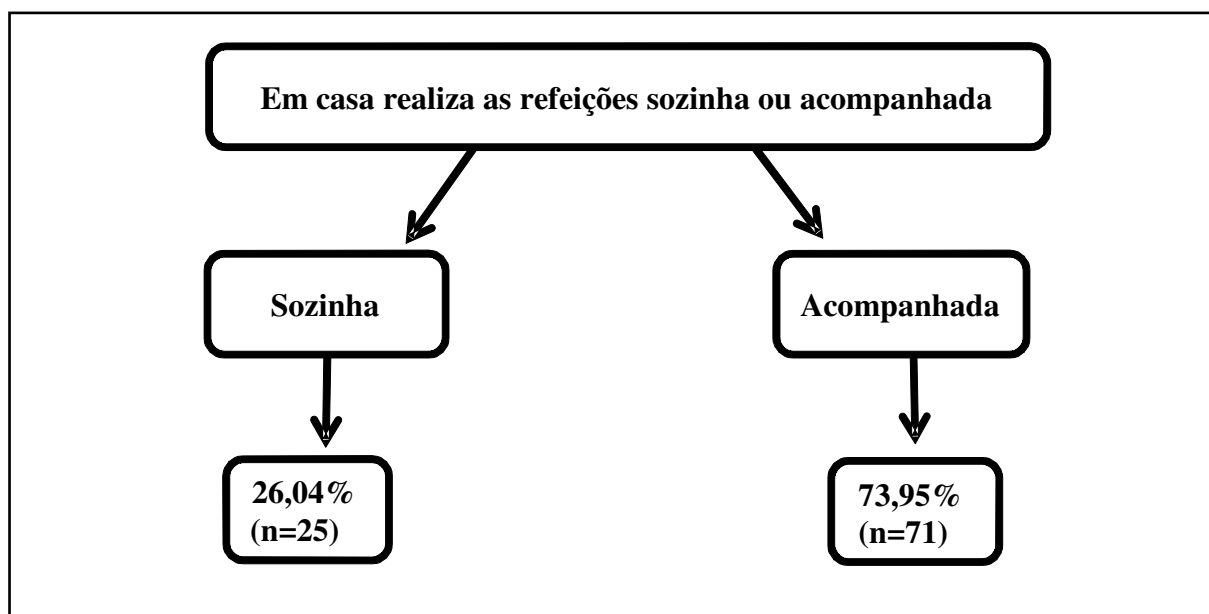 Em casa realiza as refeições sozinha ou acompanhada
Sozinha
Acompanhada
26,04%
(n=25)
73,95%
(n=71)